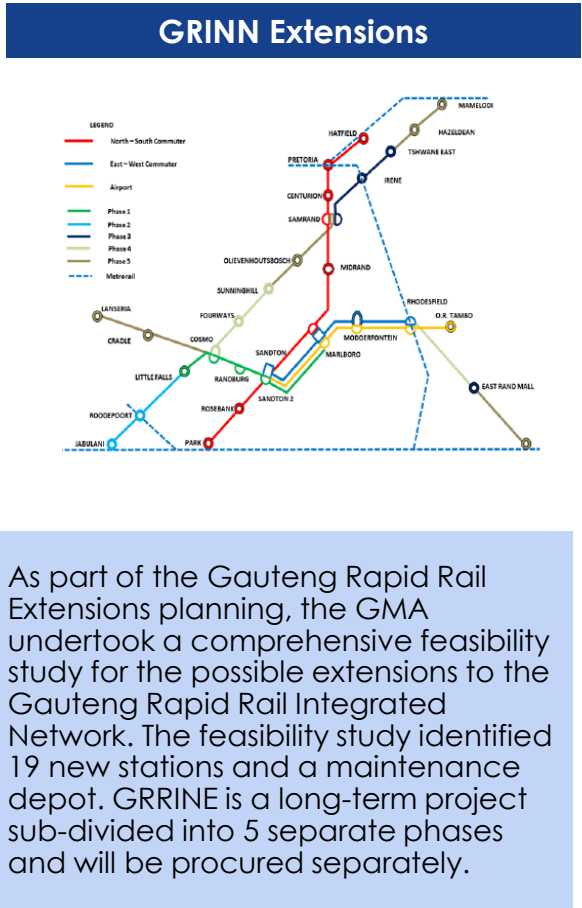 GRINN Extensions
LEGEND
North – South Commuter
East – West Commuter
Airport
Phase 1
Phase 2
Phase 3
Phase 4
Phase 5
Metrorail
MAMELODI
HAZELDEAN
HATFIELD
TSHWANE EAST
PRETORIA
IRENE
CENTURION
SAMRAND
OLIEVENHOUTSBOSCH
MIDRAND
SUNNINGHILL
RHODESFIELD
LANSERIA
FOURWAYS
O.R. TAMBO
CRADLE
COSMO
MODDERFONTEIN
SANDTON
MARLBORO
LITTLE FALLS
RANDBURG
EAST RAND MALL
SANDTON 2
ROODEPOORT
ROSEBANK
JABULANI
PARK
As part of the Gauteng Rapid Rail
Extensions planning, the GMA
undertook a comprehensive feasibility
study for the possible extensions to the
Gauteng Rapid Rail Integrated
Network. The feasibility study identified
19 new stations and a maintenance
depot. GRRINE is a long-term project
sub-divided into 5 separate phases
and will be procured separately.